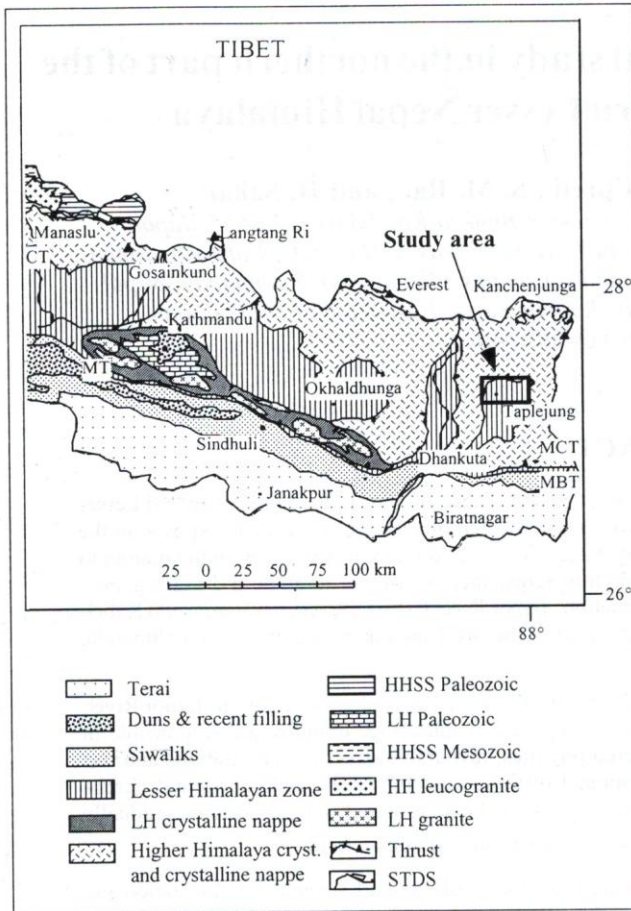 TIBET
Manaslu
Langtang Ri
CT
Gosainkund
Study area
28°
Everest
Kanchenjunga
Kathmandu
MT
Okhaldhunga
Taplejung
Sindhuli
Dhankuta
MCT
MBT
Janakpur
Biratnagar
25 0 25 50 75 100 km
26°
88°
Terai
HHSS Paleozoic
Duns & recent filling
LH Paleozoic
Siwaliks
HHSS Mesozoic
Lesser Himalayan zone
HH leucogranite
LH crystalline nappe
LH granite
Higher Himalaya cryst.
and crystalline nappe
Thrust
STDS